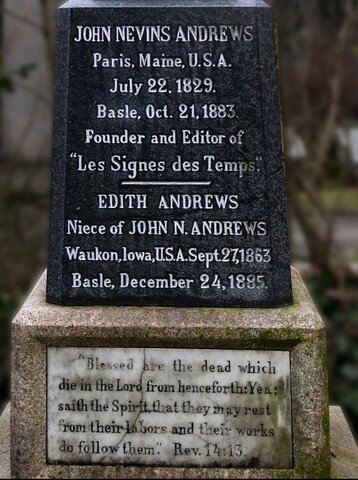 JOHN NEVINS ANDREWS
Paris, Maine, U.S.A.
July 22, 1829.
Basle, Oct. 21, 1883.
Founder and Editor of
"Les Signes des Temps."
EDITH ANDREWS
Niece of JOHN N. ANDREWS
Waukon, Iowa, U.S.A. Sept. 27, 1863
Basle, December 24, 1885.
"Blessed are the dead which
die in the Lord from henceforth: Yea;
saith the Spirit, that they may rest
from their labors and their works
do follow them". Rev. 14:13.